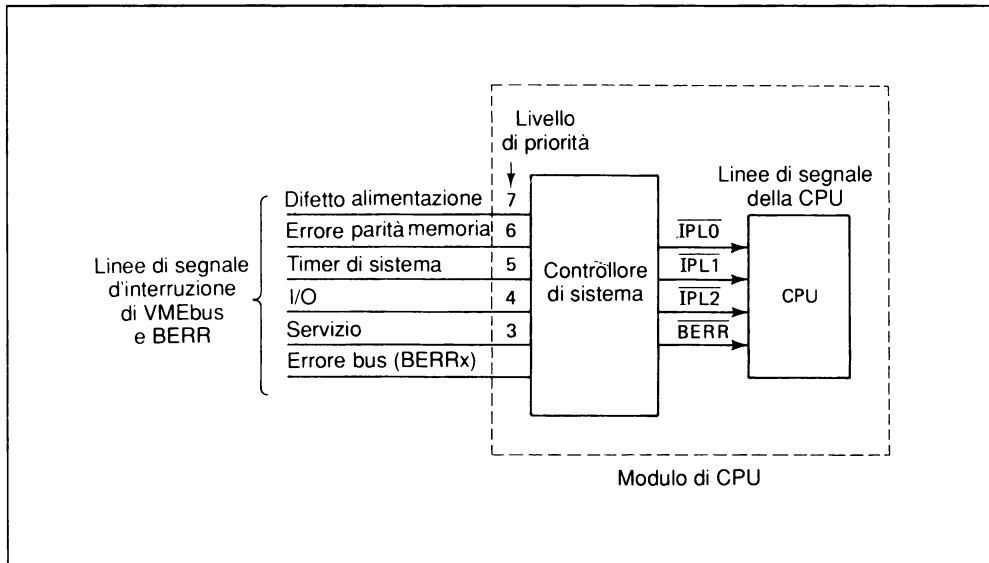 Livello
di priorità
Linee di segnale
della CPU
Linee di segnale
d'interruzione
di VMEbus
e BERR
Difetto alimentazione 7
Errore parità memoria 6
Timer di sistema 5
I/O 4
Servizio 3
Errore bus (BERRx)
Controllore
di sistema
IPL0
IPL1
IPL2
BERR
CPU
Modulo di CPU